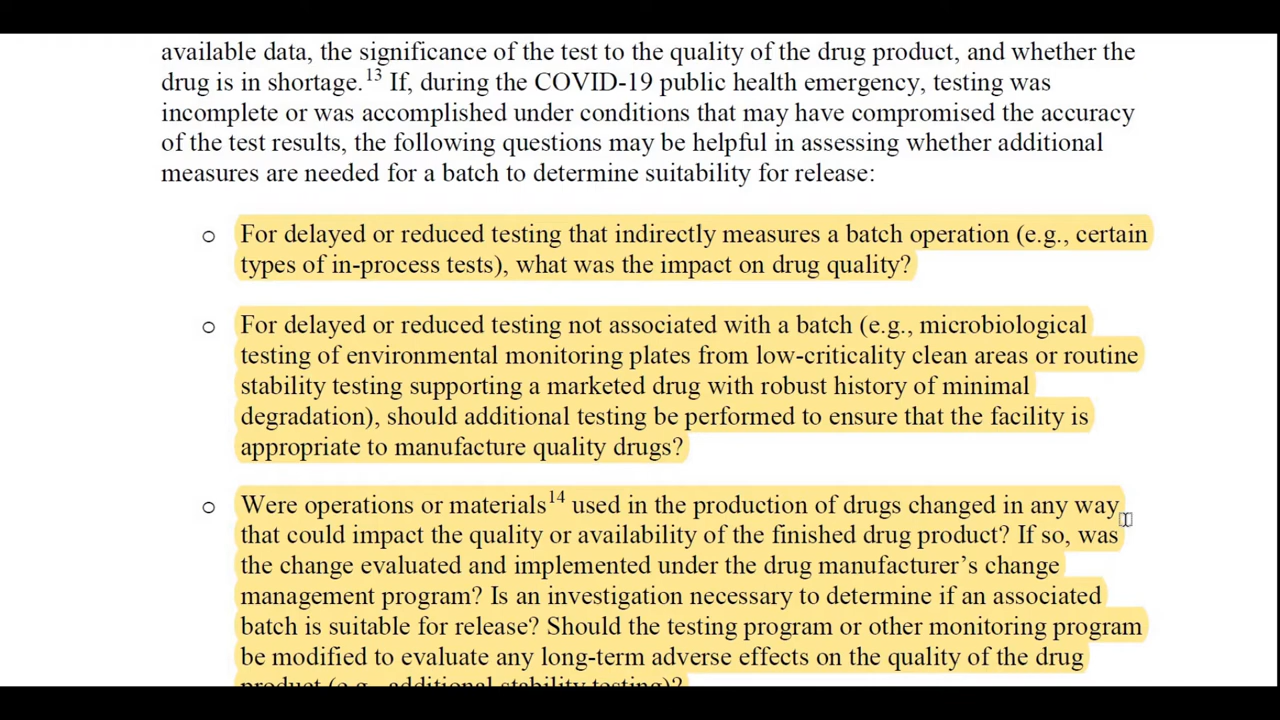 available data, the significance of the test to the quality of the drug product, and whether the
drug is in shortage.13 If, during the COVID-19 public health emergency, testing was
incomplete or was accomplished under conditions that may have compromised the accuracy
of the test results, the following questions may be helpful in assessing whether additional
measures are needed for a batch to determine suitability for release:
o For delayed or reduced testing that indirectly measures a batch operation (e.g., certain
types of in-process tests), what was the impact on drug quality?
o For delayed or reduced testing not associated with a batch (e.g., microbiological
testing of environmental monitoring plates from low-criticality clean areas or routine
stability testing supporting a marketed drug with robust history of minimal
degradation), should additional testing be performed to ensure that the facility is
appropriate to manufacture quality drugs?
o Were operations or materials14 used in the production of drugs changed in any way
that could impact the quality or availability of the finished drug product? If so, was
the change evaluated and implemented under the drug manufacturer’s change
management program? Is an investigation necessary to determine if an associated
batch is suitable for release? Should the testing program or other monitoring program
be modified to evaluate any long-term adverse effects on the quality of the drug
product (e.g., additional stability testing)?